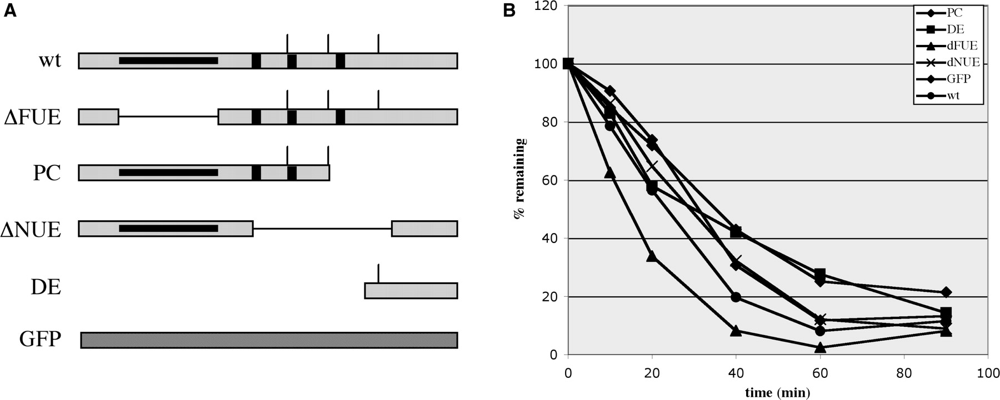 A
wt
ΔFUE
PC
ΔNUE
DE
GFP
B
120
100
80
60
40
20
0
% remaining
0 20 40 60 80 100
time (min)
PC
DE
dFUE
dNUE
GFP
wt